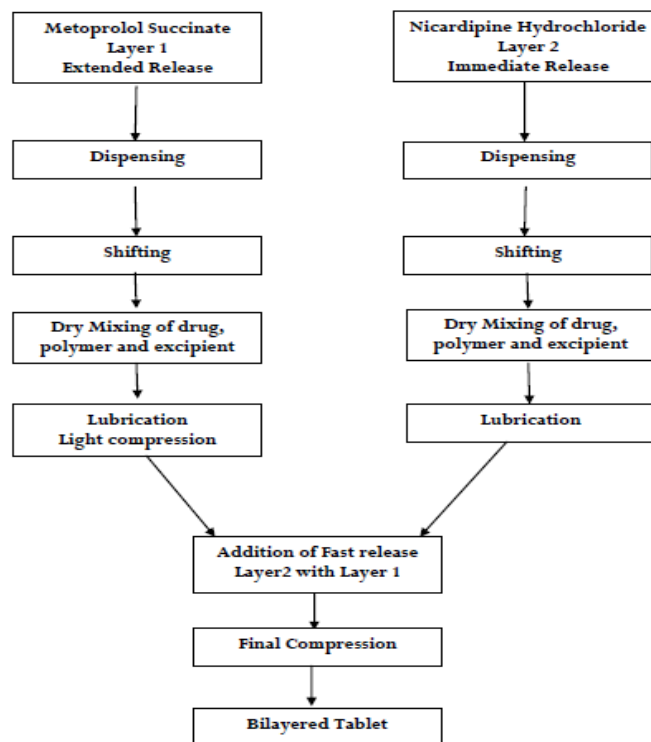 Metoprolol Succinate
Layer 1
Extended Release
Nicardipine Hydrochloride
Layer 2
Immediate Release
Dispensing
Dispensing
Shifting
Shifting
Dry Mixing of drug,
polymer and excipient
Dry Mixing of drug,
polymer and excipient
Lubrication
Light compression
Lubrication
Addition of Fast release
Layer2 with Layer 1
Final Compression
Bilayered Tablet